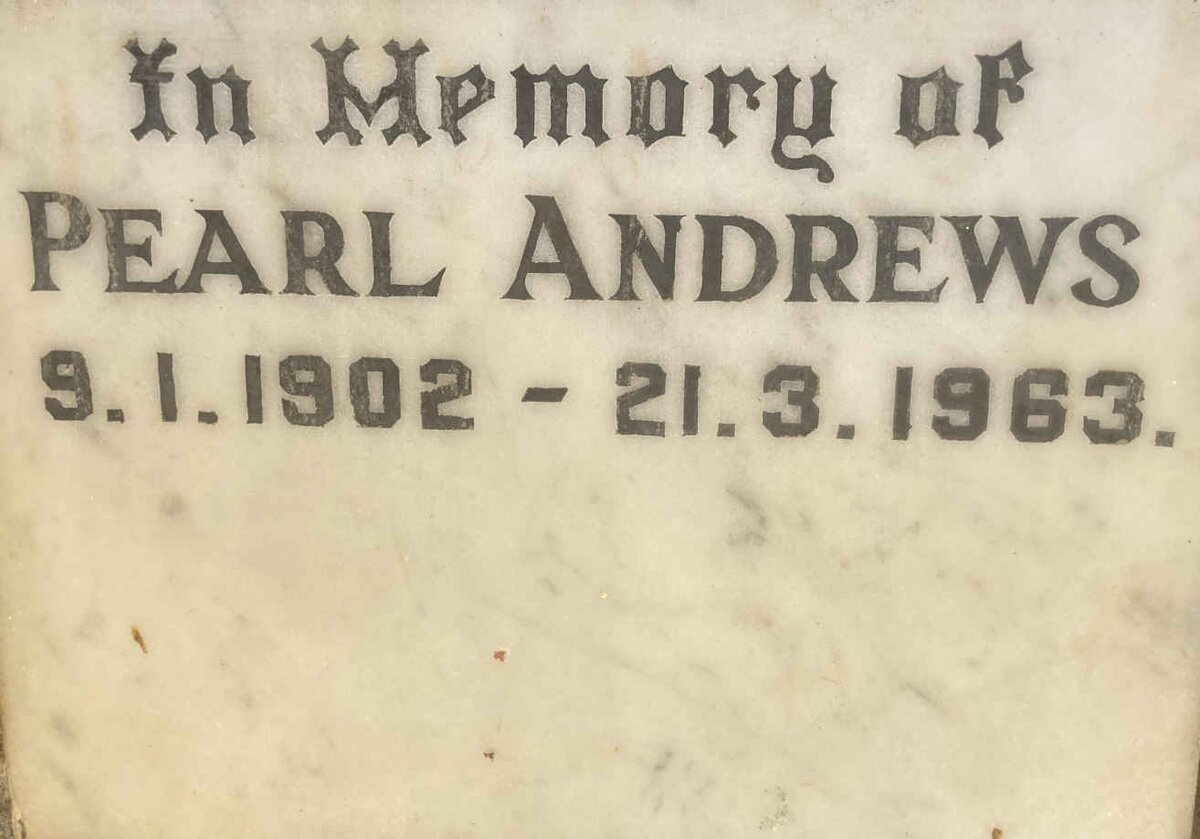 In Memory of
PEARL ANDREWS
9.1.1902 - 21.3.1963.